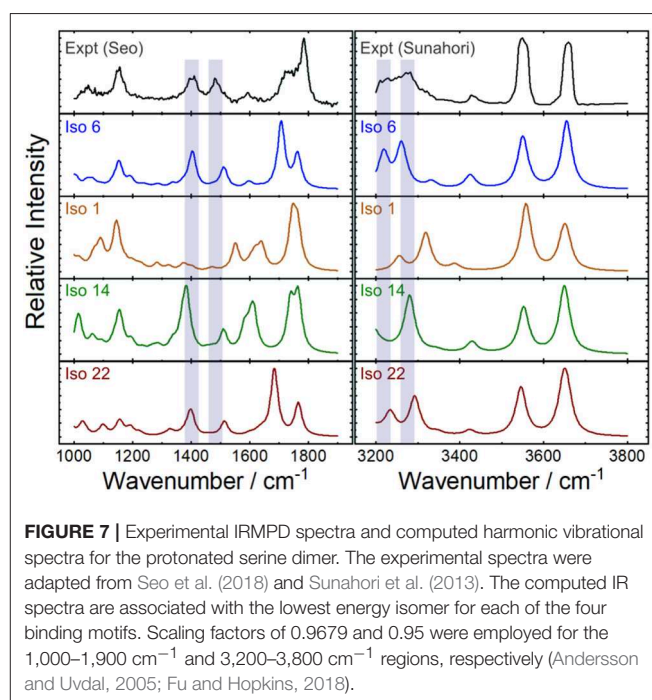 Expt (Seo)
Expt (Sunahori)
Iso 6
Iso 6
Iso 1
Iso 1
Iso 14
Iso 14
Iso 22
Iso 22
Relative Intensity
1000 1200 1400 1600 1800
3200 3400 3600 3800
Wavenumber / cm⁻¹
Wavenumber / cm⁻¹
FIGURE 7 | Experimental IRMPD spectra and computed harmonic vibrational
spectra for the protonated serine dimer. The experimental spectra were
adapted from Seo et al. (2018) and Sunahori et al. (2013). The computed IR
spectra are associated with the lowest energy isomer for each of the four
binding motifs. Scaling factors of 0.9679 and 0.95 were employed for the
1,000–1,900 cm⁻¹ and 3,200–3,800 cm⁻¹ regions, respectively (Andersson
and Uvdal, 2005; Fu and Hopkins, 2018).